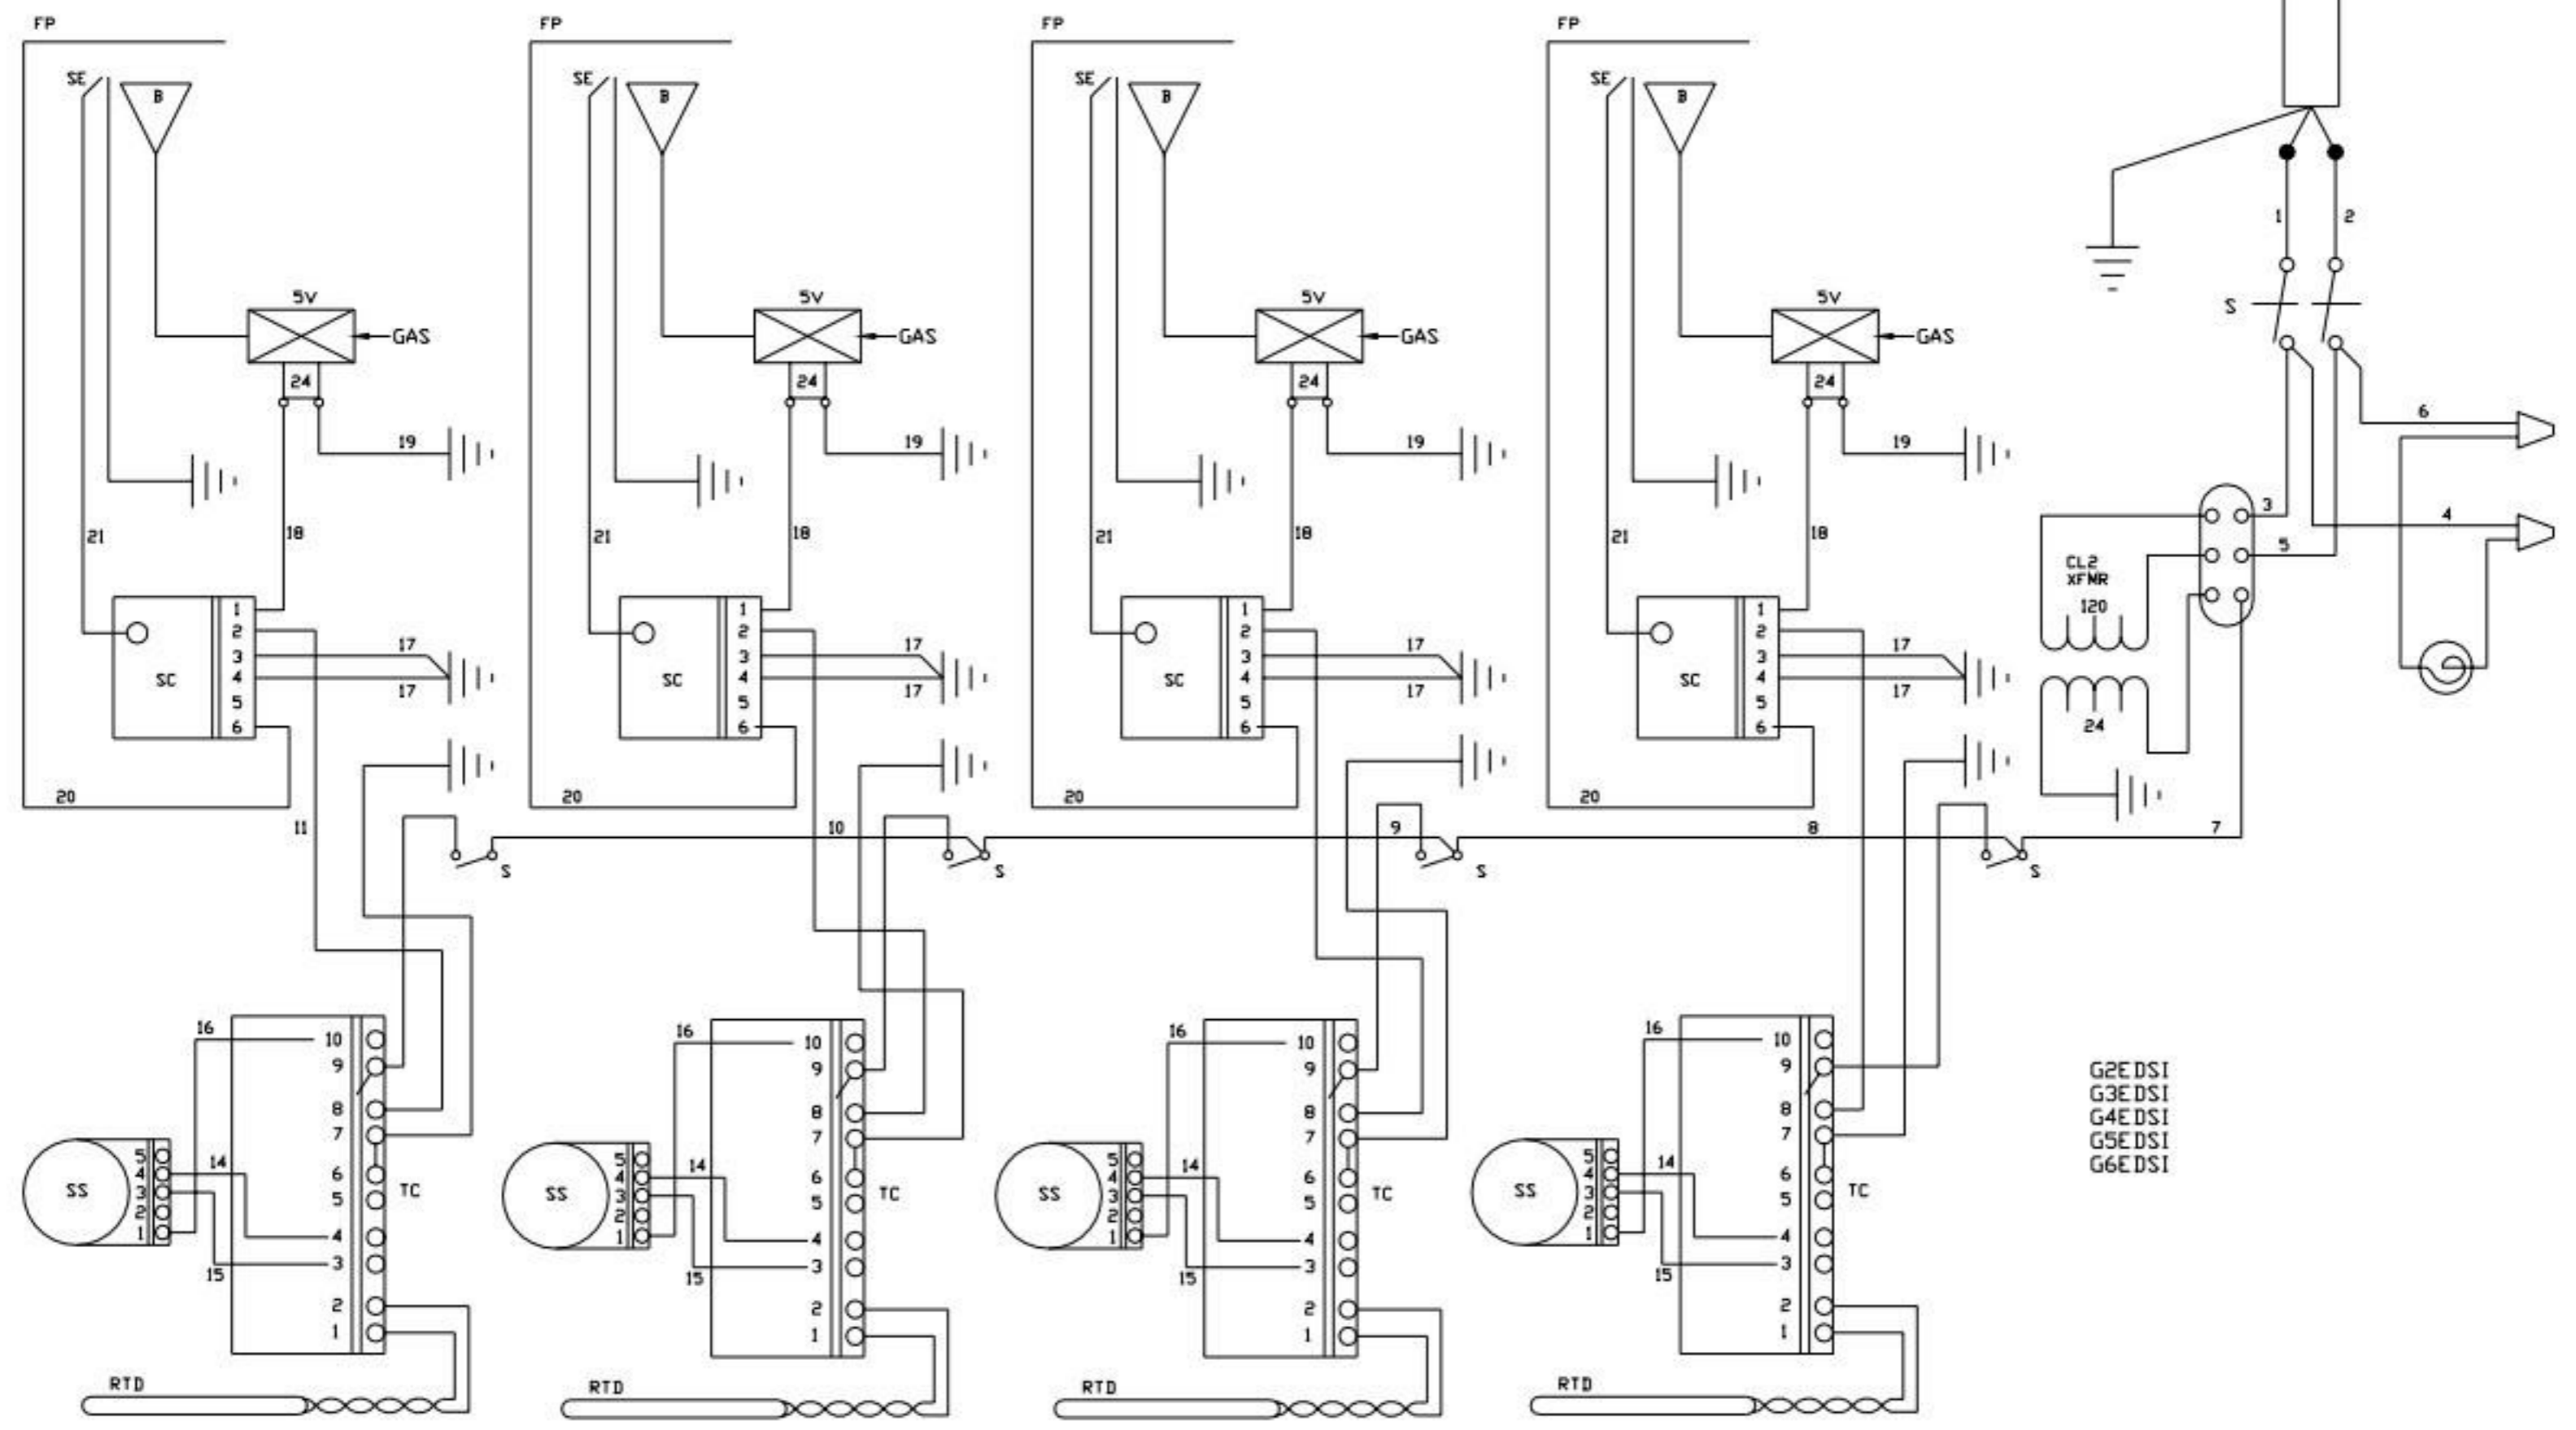 FP FP FP FP
SE B SE B SE B SE B
1 2
5V 5V 5V 5V
S
GAS GAS GAS GAS
24 24 24 24
6
19 19 19 19
3 4
21 18 21 18 21 18 21 18
5
CL2
XFMR
120
1 1 1 1
2 2 2 2
3 17 3 17 3 17 3 17
SC 4 SC 4 SC 4 SC 4
17 17 17 17
5 5 5 5
6 6 6 6
24
20 20 20 20
11 10 9 8 7
S S S S
16 10 16 10 16 10 16 10
9 9 9 9
8 8 8 8
7 7 7 7
G2EDSI
G3EDSI
G4EDSI
G5EDSI
G6EDSI
5 5 5 5
4 14 6 4 14 6 4 14 6 4 14 6
SS 3 5 TC SS 3 5 TC SS 3 5 TC SS 3 5 TC
2 2 2 2
1 4 1 4 1 4 1 4
15 3 15 3 15 3 15 3
2 2 2 2
1 1 1 1
RTD RTD RTD RTD